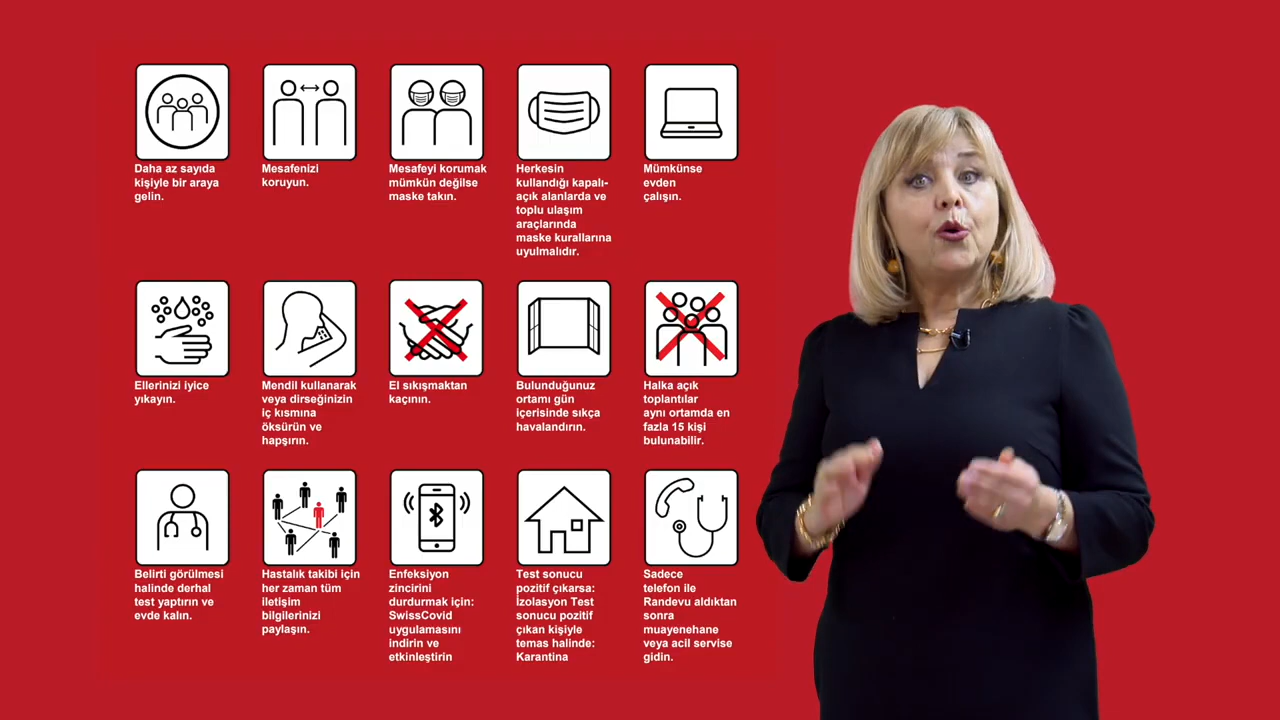 Daha az sayıda
kişiyle bir araya
gelin.
Mesafenizi
koruyun.
Mesafeyi korumak
mümkün değilse
maske takın.
Herkesin
kullandığı kapalı-
açık alanlarda ve
toplu ulaşım
araçlarında
maske kurallarına
uyulmalıdır.
Mümkünse
evden
çalışın.
Ellerinizi iyice
yıkayın.
Mendil kullanarak
veya dirseğinizin
iç kısmına
öksürün ve
hapşırın.
El sıkışmaktan
kaçının.
Bulunduğunuz
ortamı gün
içerisinde sıkça
havalandırın.
Halka açık
toplantılar
aynı ortamda en
fazla 15 kişi
bulunabilir.
Belirti görülmesi
halinde derhal
test yaptırın ve
evde kalın.
Hastalık takibi için
her zaman tüm
iletişim
bilgilerinizi
paylaşın.
Enfeksiyon
zincirini
durdurmak için:
SwissCovid
uygulamasını
indirin ve
etkinleştirin
Test sonucu
pozitif çıkarsa:
İzolasyon Test
sonucu pozitif
çıkan kişiyle
temas halinde:
Karantina
Sadece
telefon ile
Randevu aldıktan
sonra
muayenehane
veya acil servise
gidin.